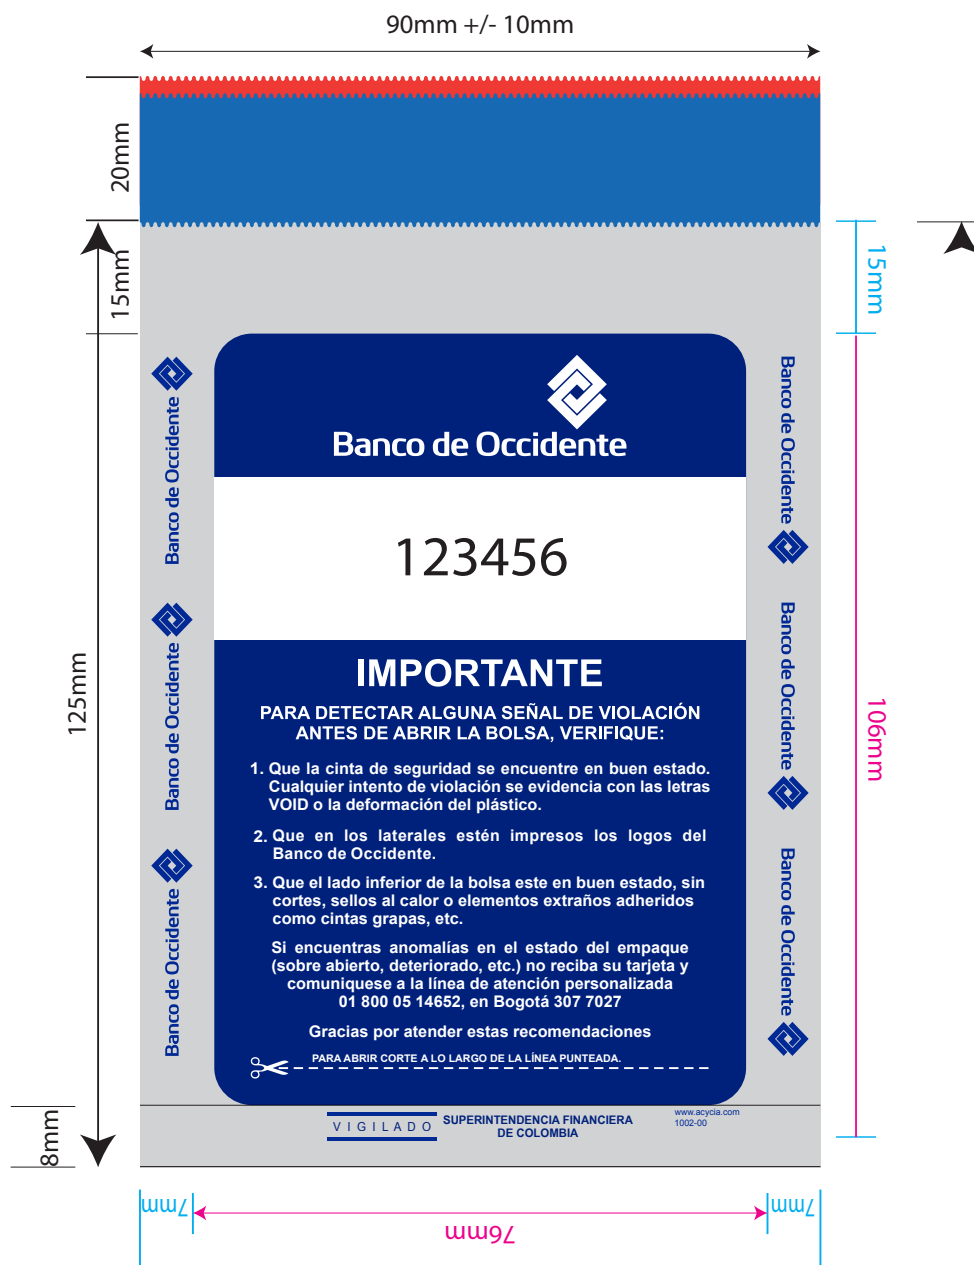 90mm +/- 10mm
20mm
15mm
15mm
125mm
106mm
8mm
Banco de Occidente
Banco de Occidente
Banco de Occidente
Banco de Occidente
Banco de Occidente
Banco de Occidente
Banco de Occidente
123456
IMPORTANTE
PARA DETECTAR ALGUNA SEÑAL DE VIOLACIÓN
ANTES DE ABRIR LA BOLSA, VERIFIQUE:
1. Que la cinta de seguridad se encuentre en buen estado.
Cualquier intento de violación se evidencia con las letras
VOID o la deformación del plástico.
2. Que en los laterales estén impresos los logos del
Banco de Occidente.
3. Que el lado inferior de la bolsa este en buen estado, sin
cortes, sellos al calor o elementos extraños adheridos
como cintas grapas, etc.
Si encuentras anomalías en el estado del empaque
(sobre abierto, deteriorado, etc.) no reciba su tarjeta y
comuniquese a la línea de atención personalizada
01 800 05 14652, en Bogotá 307 7027
Gracias por atender estas recomendaciones
PARA ABRIR CORTE A LO LARGO DE LA LÍNEA PUNTEADA.
VIGILADO
SUPERINTENDENCIA FINANCIERA
DE COLOMBIA
www.acycia.com
1002-00
7mm
76mm
7mm